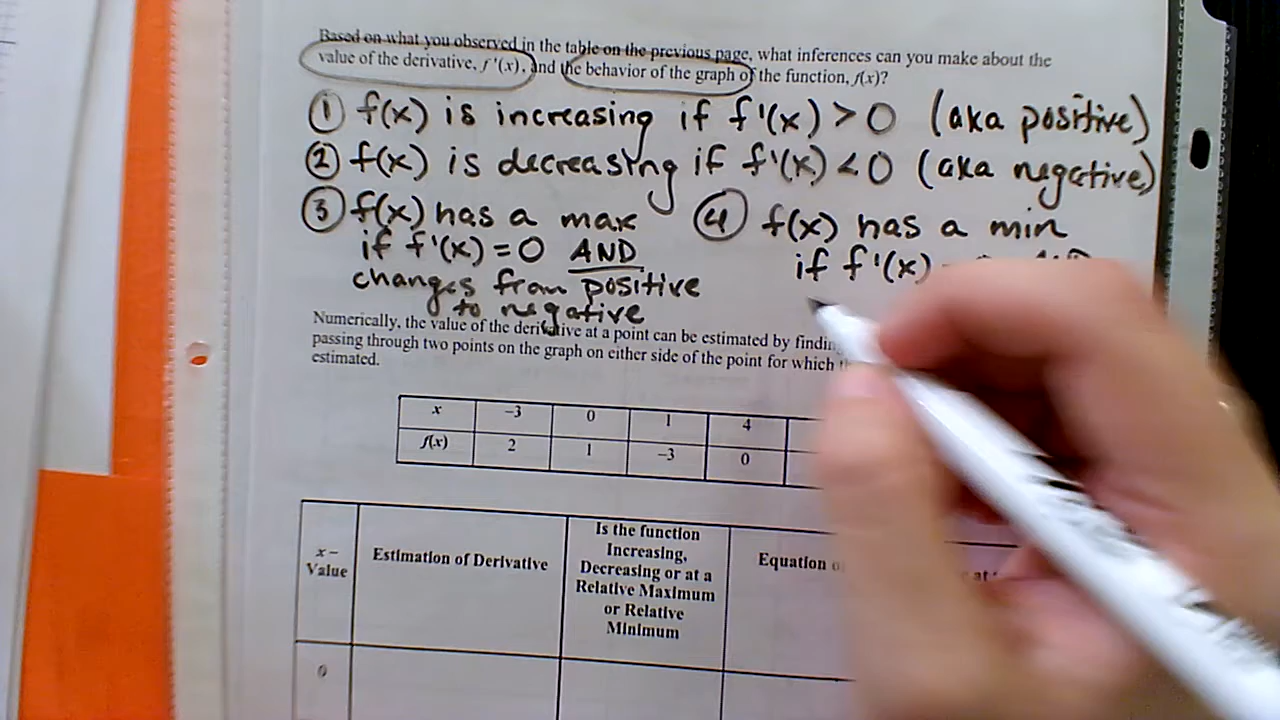 Based on what you observed in the table on the previous page, what inferences can you make about the
value of the derivative, f '(x), and the behavior of the graph of the function, f(x)?
① f(x) is increasing if f'(x) > 0 (aka positive)
② f(x) is decreasing if f'(x) < 0 (aka negative)
③ f(x) has a max
if f'(x) = 0 AND
changes from positive
to negative
④ f(x) has a min
if f'(x)
Numerically, the value of the derivative at a point can be estimated by
passing through two points on the graph on either side of the point for which
estimated.
x –3 0 1 4
f(x) 2 1 –3 0
x –
Value
Estimation of Derivative
Is the function
Increasing,
Decreasing or at a
Relative Maximum
or Relative
Minimum
Equation
at
0